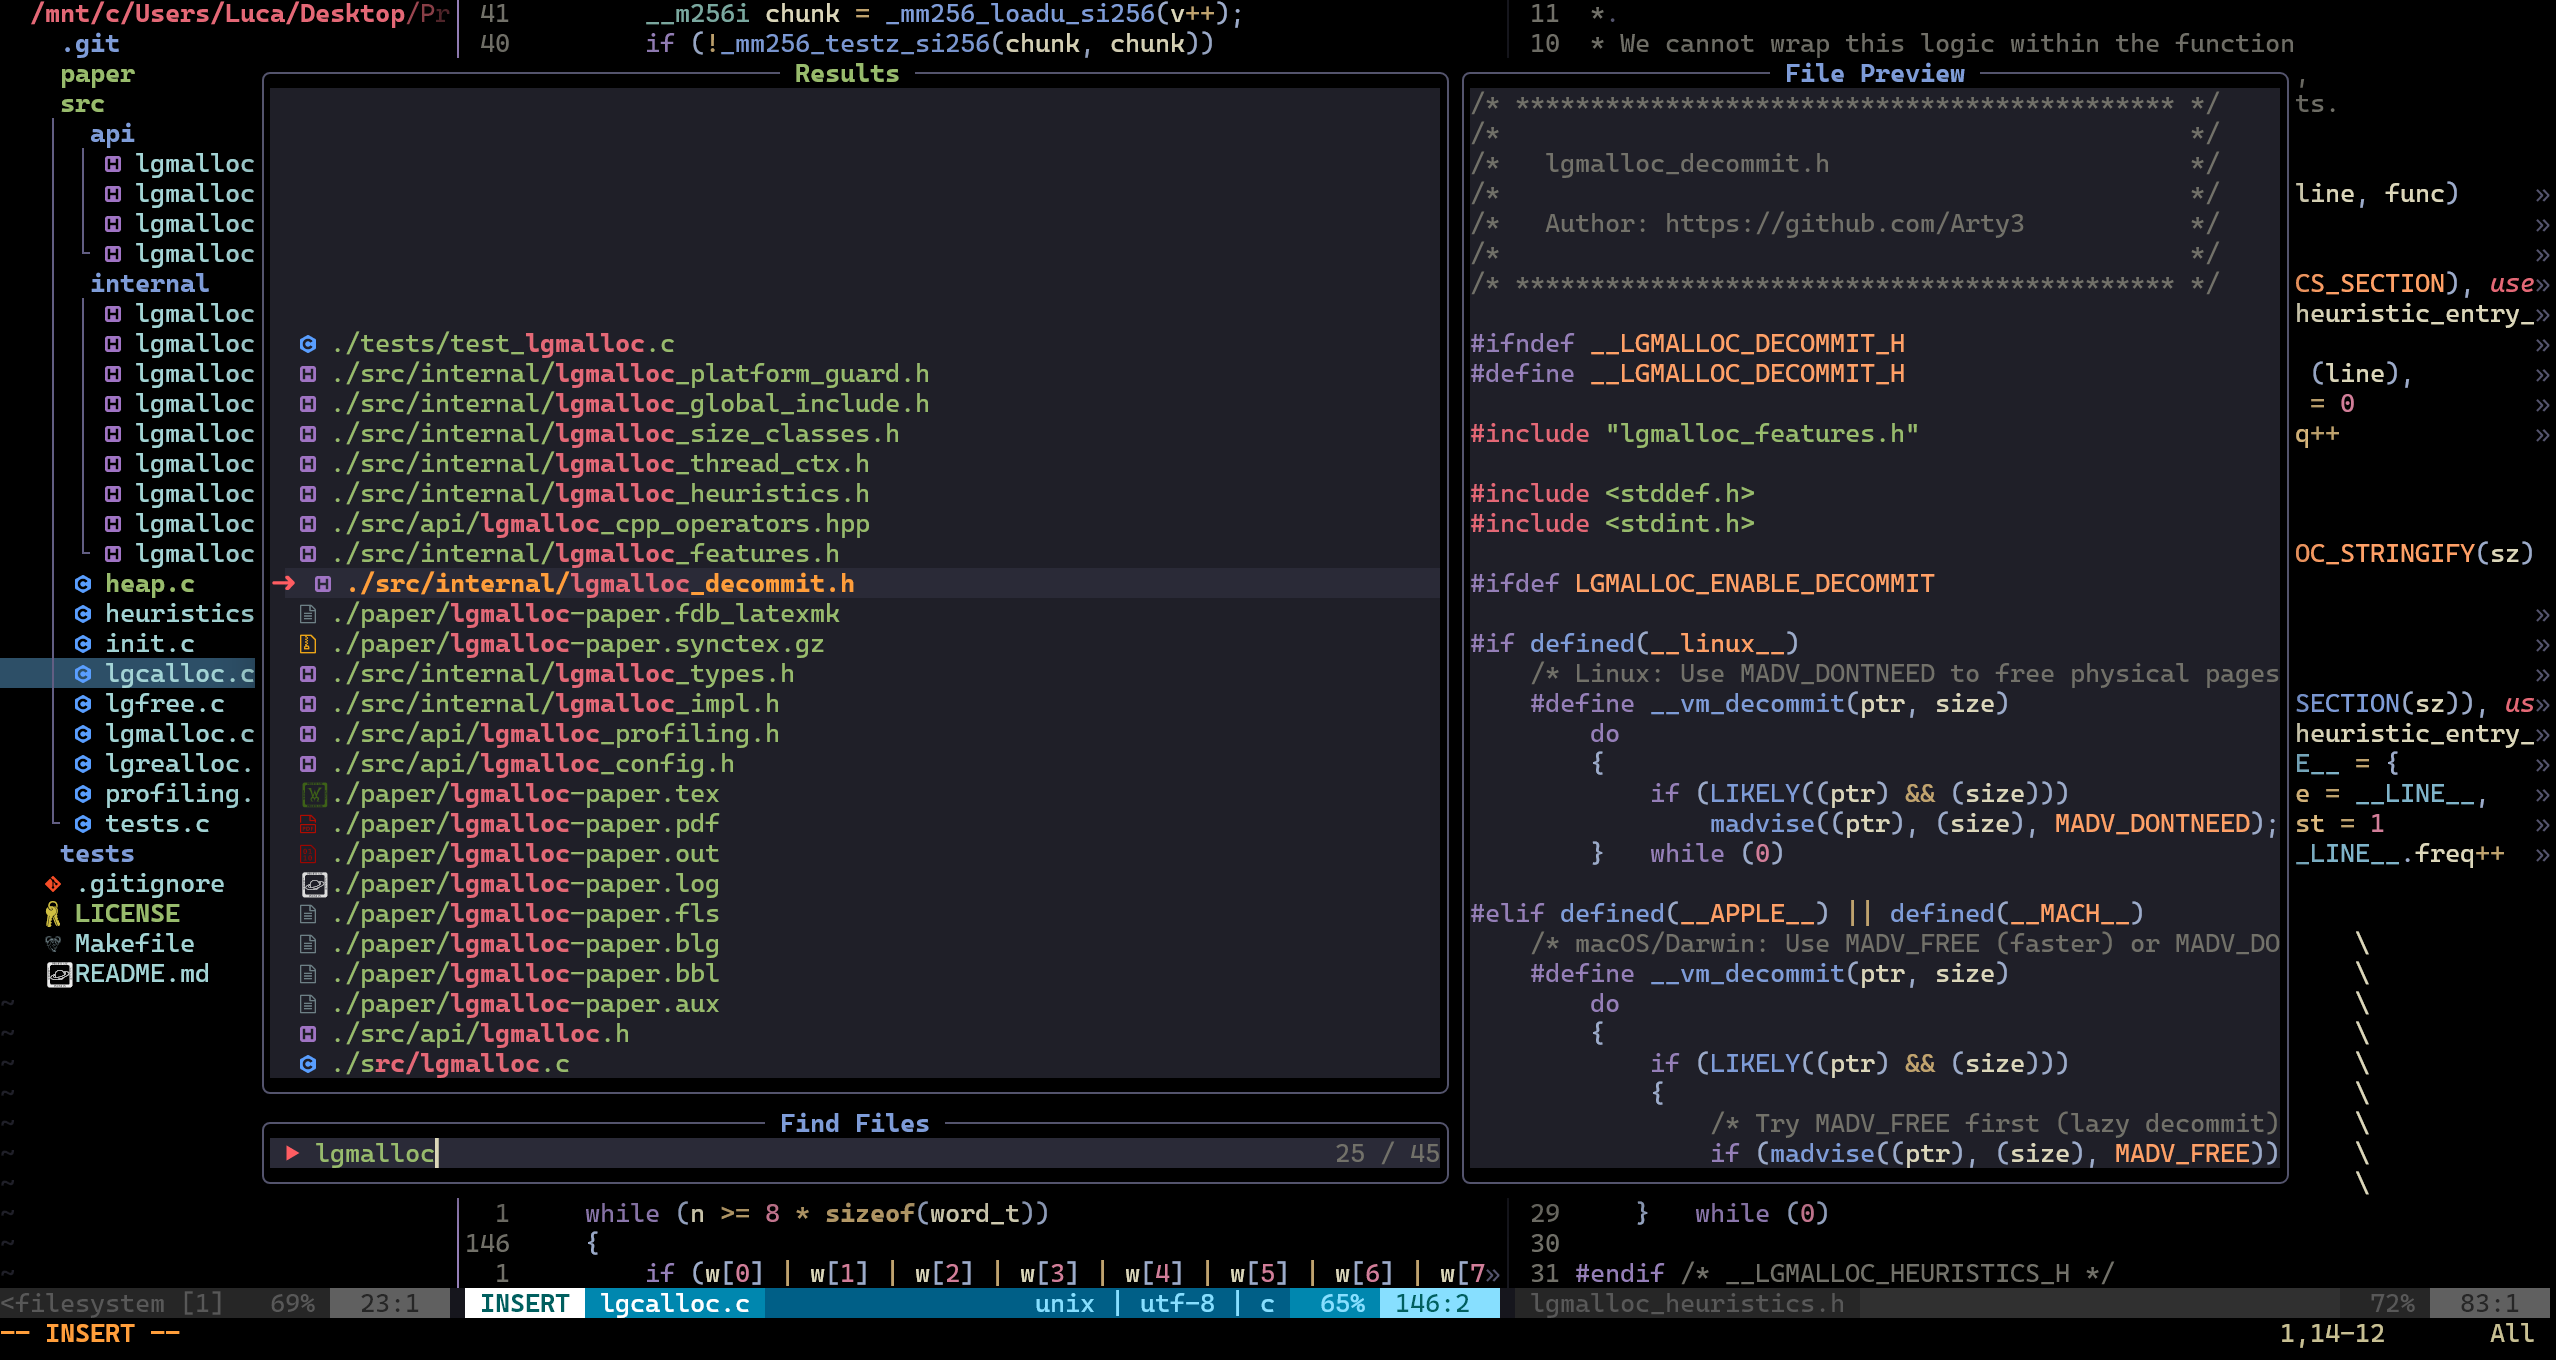 /mnt/c/Users/Luca/Desktop/Pr
.git
paper
src
api
lgmalloc
lgmalloc
lgmalloc
lgmalloc
internal
lgmalloc
lgmalloc
lgmalloc
lgmalloc
lgmalloc
lgmalloc
lgmalloc
lgmalloc
lgmalloc
heap.c
heuristics
init.c
lgcalloc.c
lgfree.c
lgmalloc.c
lgrealloc.
profiling.
tests.c
tests
.gitignore
LICENSE
Makefile
README.md
~
~
~
~
~
~
~
~
~
~
<filesystem [1] 69% 23:1
41 __m256i chunk = _mm256_loadu_si256(v++);
40 if (!_mm256_testz_si256(chunk, chunk))
Results
./tests/test_lgmalloc.c
./src/internal/lgmalloc_platform_guard.h
./src/internal/lgmalloc_global_include.h
./src/internal/lgmalloc_size_classes.h
./src/internal/lgmalloc_thread_ctx.h
./src/internal/lgmalloc_heuristics.h
./src/api/lgmalloc_cpp_operators.hpp
./src/internal/lgmalloc_features.h
➜ ./src/internal/lgmalloc_decommit.h
./paper/lgmalloc-paper.fdb_latexmk
./paper/lgmalloc-paper.synctex.gz
./src/internal/lgmalloc_types.h
./src/internal/lgmalloc_impl.h
./src/api/lgmalloc_profiling.h
./src/api/lgmalloc_config.h
./paper/lgmalloc-paper.tex
./paper/lgmalloc-paper.pdf
./paper/lgmalloc-paper.out
./paper/lgmalloc-paper.log
./paper/lgmalloc-paper.fls
./paper/lgmalloc-paper.blg
./paper/lgmalloc-paper.bbl
./paper/lgmalloc-paper.aux
./src/api/lgmalloc.h
./src/lgmalloc.c
Find Files
lgmalloc 25 / 45
1 while (n >= 8 * sizeof(word_t))
146 {
1 if (w[0] | w[1] | w[2] | w[3] | w[4] | w[5] | w[6] | w[7»
INSERT lgcalloc.c unix | utf-8 | c 65% 146:2
11 *.
10 * We cannot wrap this logic within the function
File Preview
/* ******************************************** */
/* */
/* lgmalloc_decommit.h */
/* */
/* Author: https://github.com/Arty3 */
/* */
/* ******************************************** */
#ifndef __LGMALLOC_DECOMMIT_H
#define __LGMALLOC_DECOMMIT_H
#include "lgmalloc_features.h"
#include <stddef.h>
#include <stdint.h>
#ifdef LGMALLOC_ENABLE_DECOMMIT
#if defined(__linux__)
/* Linux: Use MADV_DONTNEED to free physical pages
#define __vm_decommit(ptr, size)
do
{
if (LIKELY((ptr) && (size)))
madvise((ptr), (size), MADV_DONTNEED);
} while (0)
#elif defined(__APPLE__) || defined(__MACH__)
/* macOS/Darwin: Use MADV_FREE (faster) or MADV_DO
#define __vm_decommit(ptr, size)
do
{
if (LIKELY((ptr) && (size)))
{
/* Try MADV_FREE first (lazy decommit)
if (madvise((ptr), (size), MADV_FREE))
ts.
line, func) »
»
»
CS_SECTION), use»
heuristic_entry_»
»
(line), »
= 0 »
q++ »
OC_STRINGIFY(sz)
»
»
»
SECTION(sz)), us»
heuristic_entry_»
E__ = { »
e = __LINE__, »
st = 1 »
_LINE__.freq++ »
\
\
\
\
\
\
\
\
\
29 } while (0)
30
31 #endif /* __LGMALLOC_HEURISTICS_H */
lgmalloc_heuristics.h 72% 83:1
-- INSERT -- 1,14-12 All